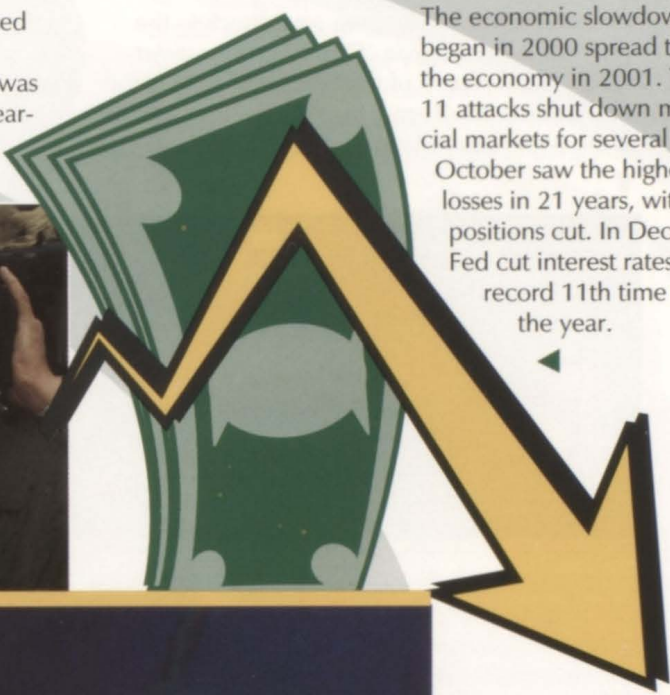 ed
was
ear-
The economic slowdow
began in 2000 spread t
the economy in 2001.
11 attacks shut down m
cial markets for several
October saw the highe
losses in 21 years, wit
positions cut. In Dec
Fed cut interest rates
record 11th time
the year.